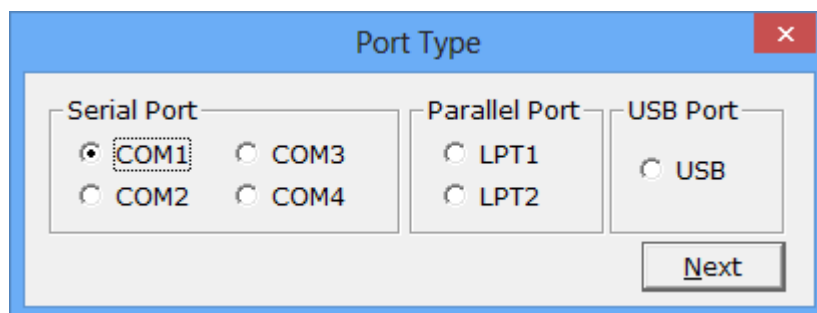 Port Type
Serial Port Parallel Port USB Port
COM1 COM3 LPT1 USB
COM2 COM4 LPT2
Next